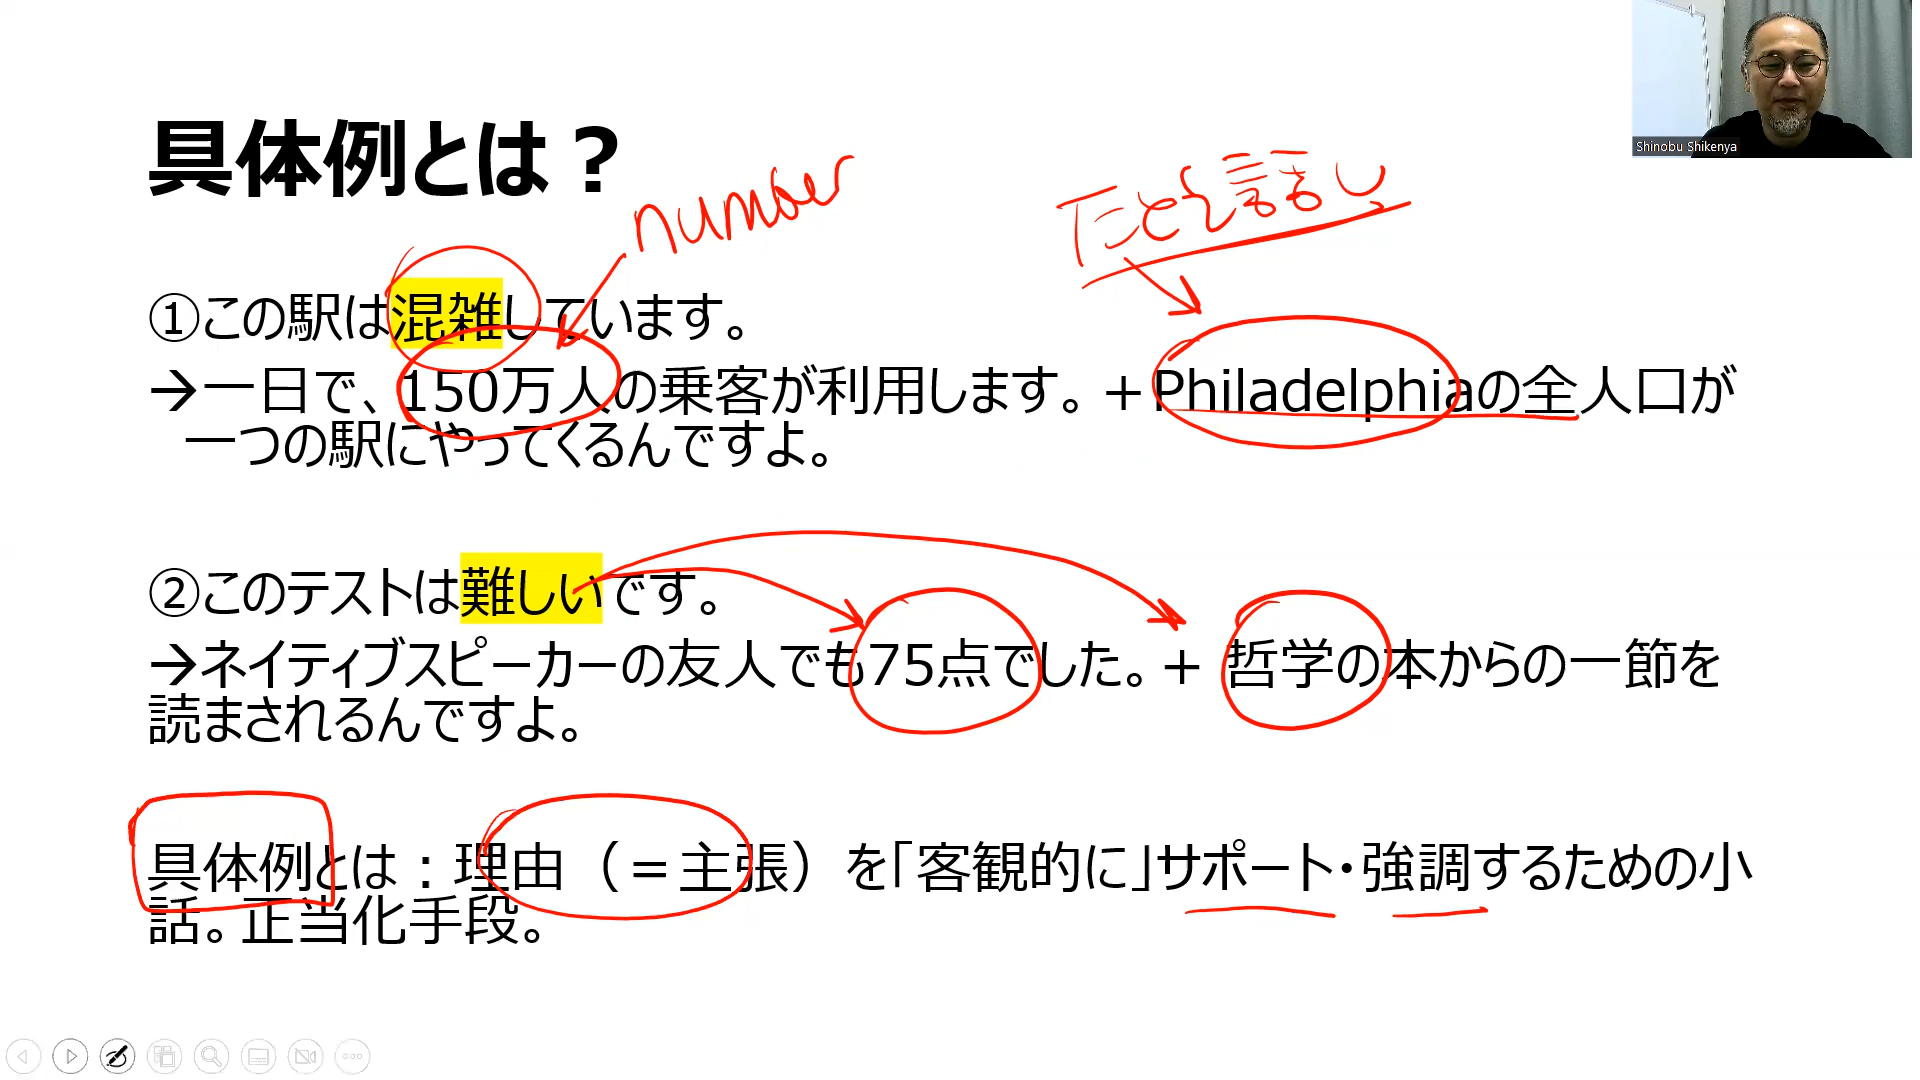 具体例とは？
number
たとえ話し
①この駅は混雑しています。
→一日で、150万人の乗客が利用します。＋Philadelphiaの全人口が
一つの駅にやってくるんですよ。
②このテストは難しいです。
→ネイティブスピーカーの友人でも75点でした。＋ 哲学の本からの一節を
読まされるんですよ。
具体例とは：理由（＝主張）を「客観的に」サポート・強調するための小
話。正当化手段。
Shinobu Shikenya